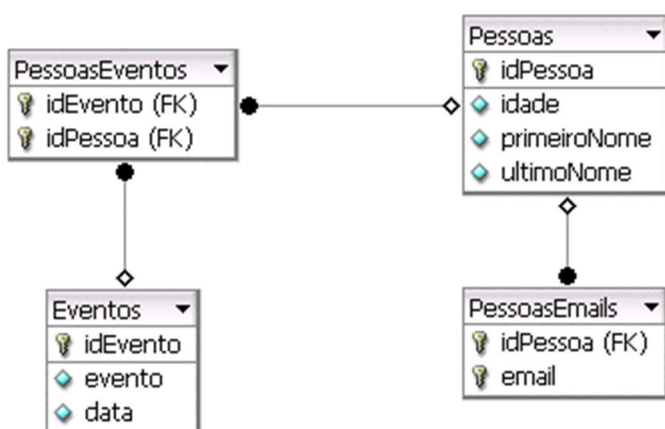 PessoasEventos
idEvento (FK)
idPessoa (FK)
Pessoas
idPessoa
idade
primeiroNome
ultimoNome
Eventos
idEvento
evento
data
PessoasEmails
idPessoa (FK)
email